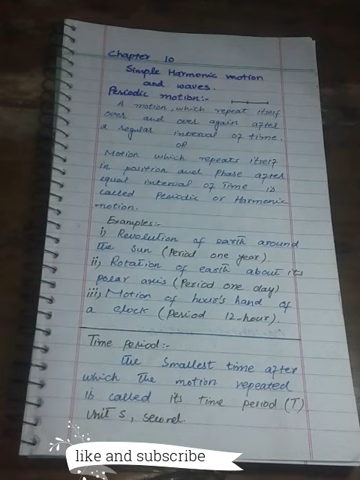 Chapter 10
Simple Harmonic motion
and waves.
Periodic motion:-
A motion, which repeat itself
over and over again after
a regular interval of time.
OR
Motion which repeats itself
in position and phase after
equal interval of Time is
called Periodic or Harmonic
motion.
Examples:-
i) Revolution of earth around
the sun (Period one year).
ii) Rotation of earth about its
polar axis (Period one day)
iii) Motion of hour's hand of
a clock (Period 12-hour).
Time period:-
The Smallest time after
which the motion repeated
is called its time period (T)
Unit S, Second.
like and subscribe